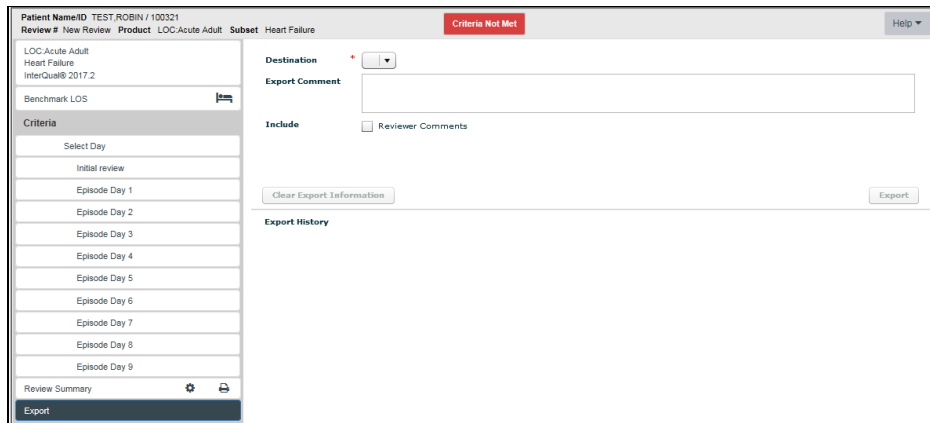 Patient Name/ID TEST,ROBIN / 100321
Review # New Review Product LOC:Acute Adult Subset Heart Failure
Criteria Not Met
Help
LOC:Acute Adult
Heart Failure
InterQual® 2017.2
Benchmark LOS
Criteria
Select Day
Initial review
Episode Day 1
Episode Day 2
Episode Day 3
Episode Day 4
Episode Day 5
Episode Day 6
Episode Day 7
Episode Day 8
Episode Day 9
Review Summary
Export
Destination *
Export Comment
Include Reviewer Comments
Clear Export Information Export
Export History